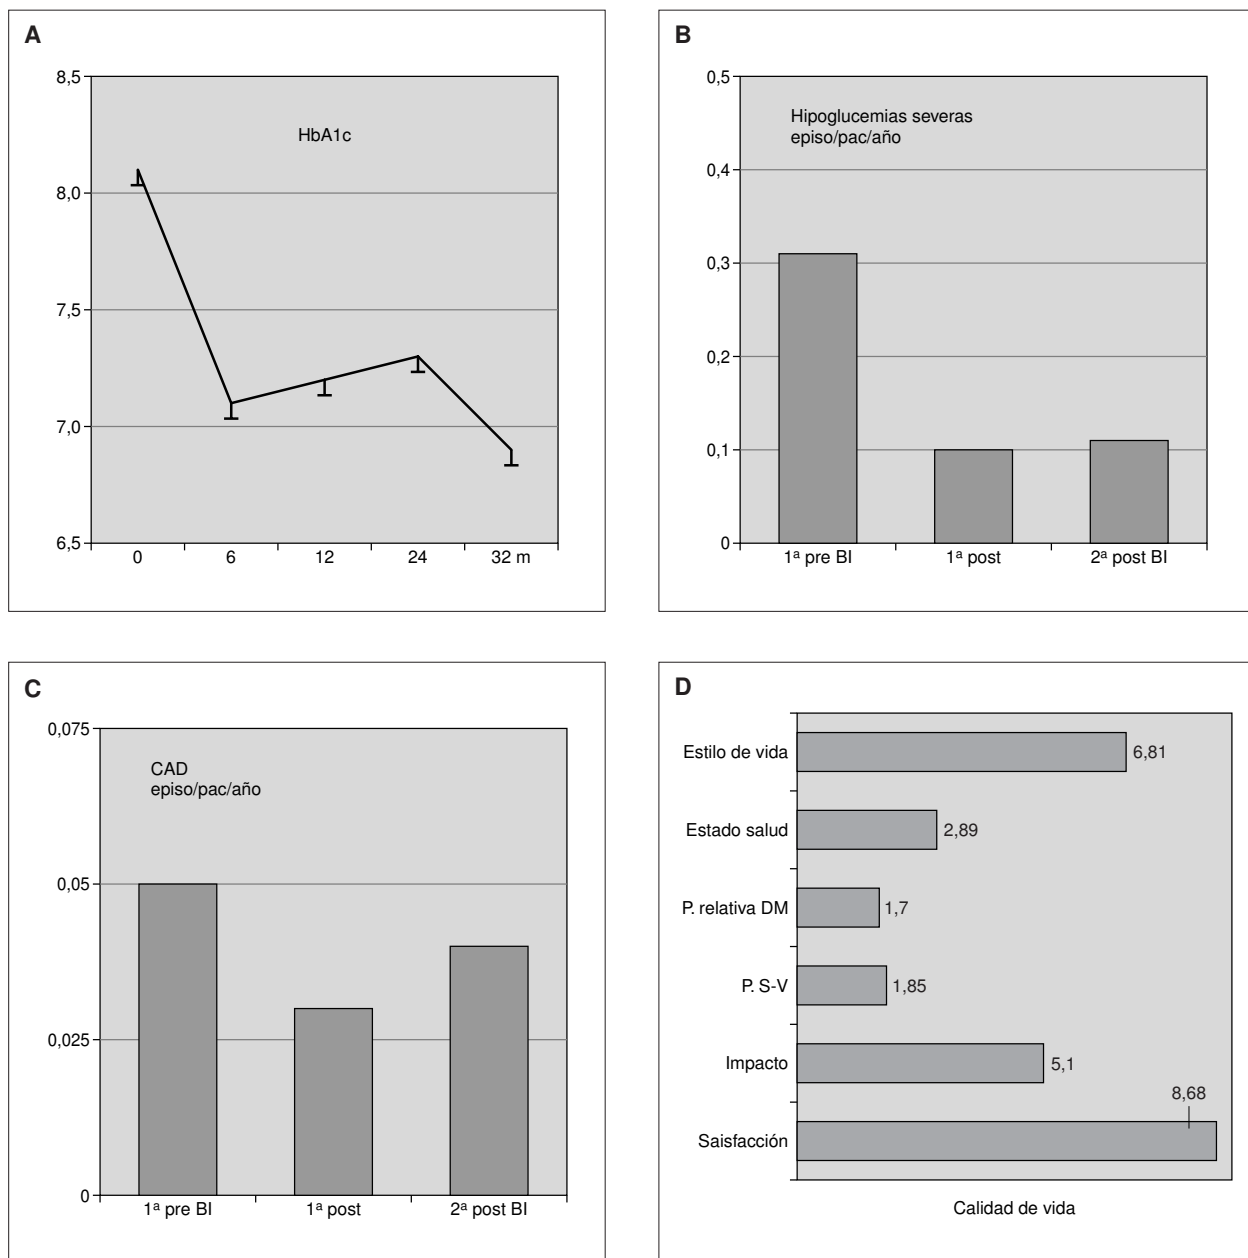 A
8,5
HbA1c
8,0
7,5
7,0
6,5
0 6 12 24 32 m
B
0,5
Hipoglucemias severas
episo/pac/año
0,4
0,3
0,2
0,1
0
1ª pre BI 1ª post 2ª post BI
C
0,075
CAD
episo/pac/año
0,05
0,025
0
1ª pre BI 1ª post 2ª post BI
D
Estilo de vida 6,81
Estado salud 2,89
P. relativa DM 1,7
P. S-V 1,85
Impacto 5,1
8,68
Saisfacción
Calidad de vida